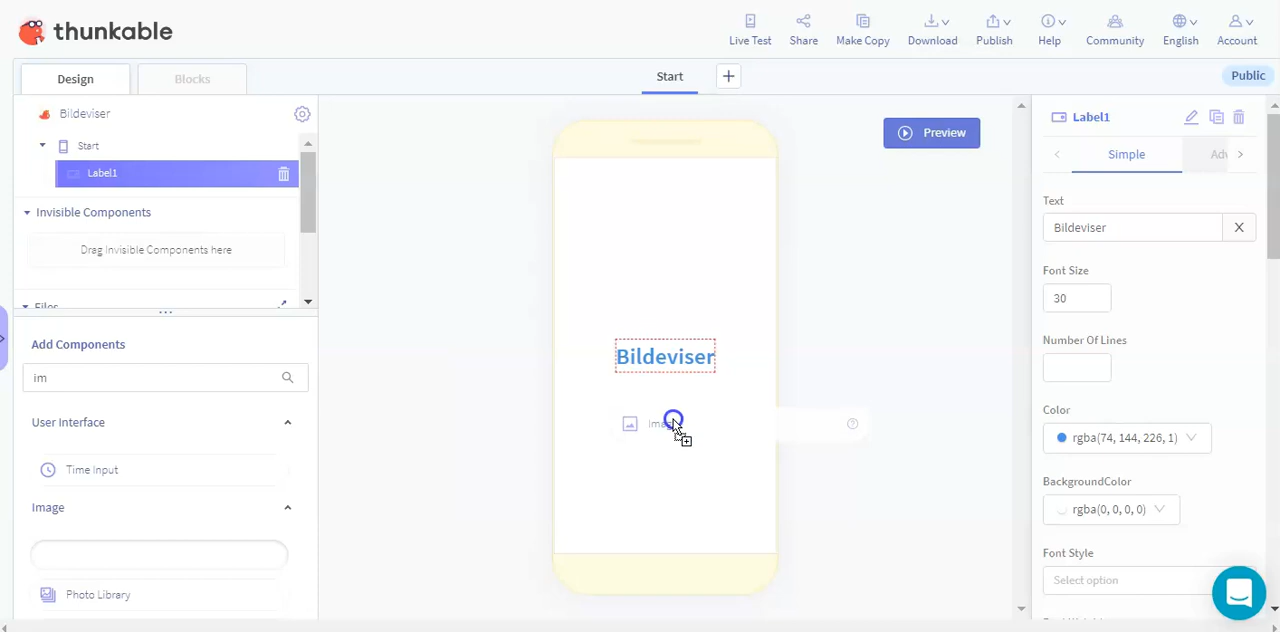 thunkable
Live Test
Share
Make Copy
Download
Publish
Help
Community
English
Account
Design
Blocks
Start
Public
Bildeviser
Start
Label1
Invisible Components
Drag Invisible Components here
Files
Add Components
im
User Interface
Time Input
Image
Photo Library
Preview
Bildeviser
Label1
Simple
Text
Bildeviser
X
Font Size
30
Number Of Lines
Color
rgba(74, 144, 226, 1)
BackgroundColor
rgba(0, 0, 0, 0)
Font Style
Select option